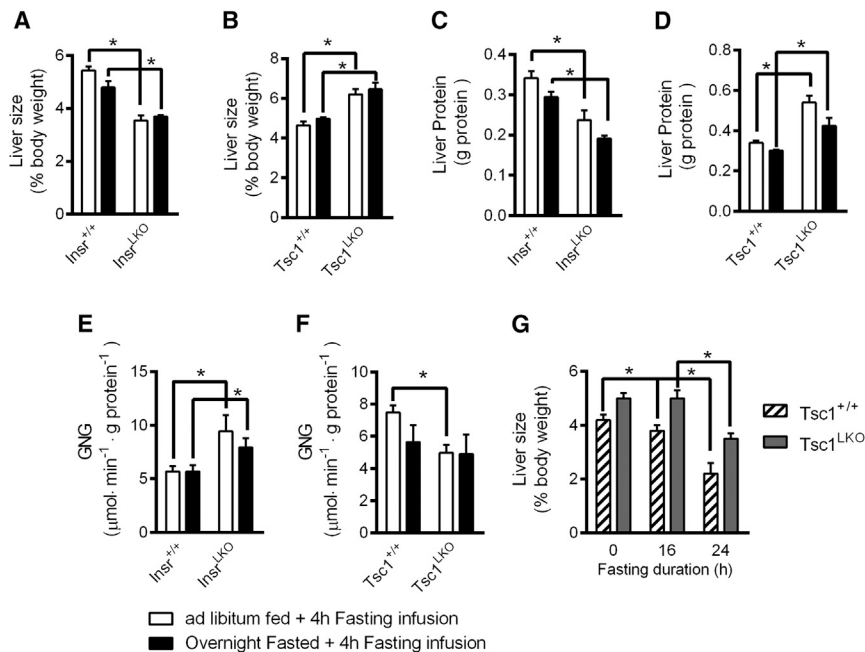 A
Liver size
(% body weight)
6
4
2
0
*
*
Insr+/+
InsrLKO
B
Liver size
(% body weight)
8
6
4
2
0
*
*
Tsc1+/+
Tsc1LKO
C
Liver Protein
(g protein )
0.4
0.3
0.2
0.1
0.0
*
*
Insr+/+
InsrLKO
D
Liver Protein
(g protein )
0.8
0.6
0.4
0.2
0.0
*
*
Tsc1+/+
Tsc1LKO
E
GNG
(μmol· min-1 · g protein-1 )
15
10
5
0
*
*
Insr+/+
InsrLKO
F
GNG
(μmol· min-1 · g protein-1 )
10
8
6
4
2
0
*
Tsc1+/+
Tsc1LKO
G
Liver size
(% body weight)
6
4
2
0
*
*
*
0 16 24
Fasting duration (h)
Tsc1+/+
Tsc1LKO
ad libitum fed + 4h Fasting infusion
Overnight Fasted + 4h Fasting infusion